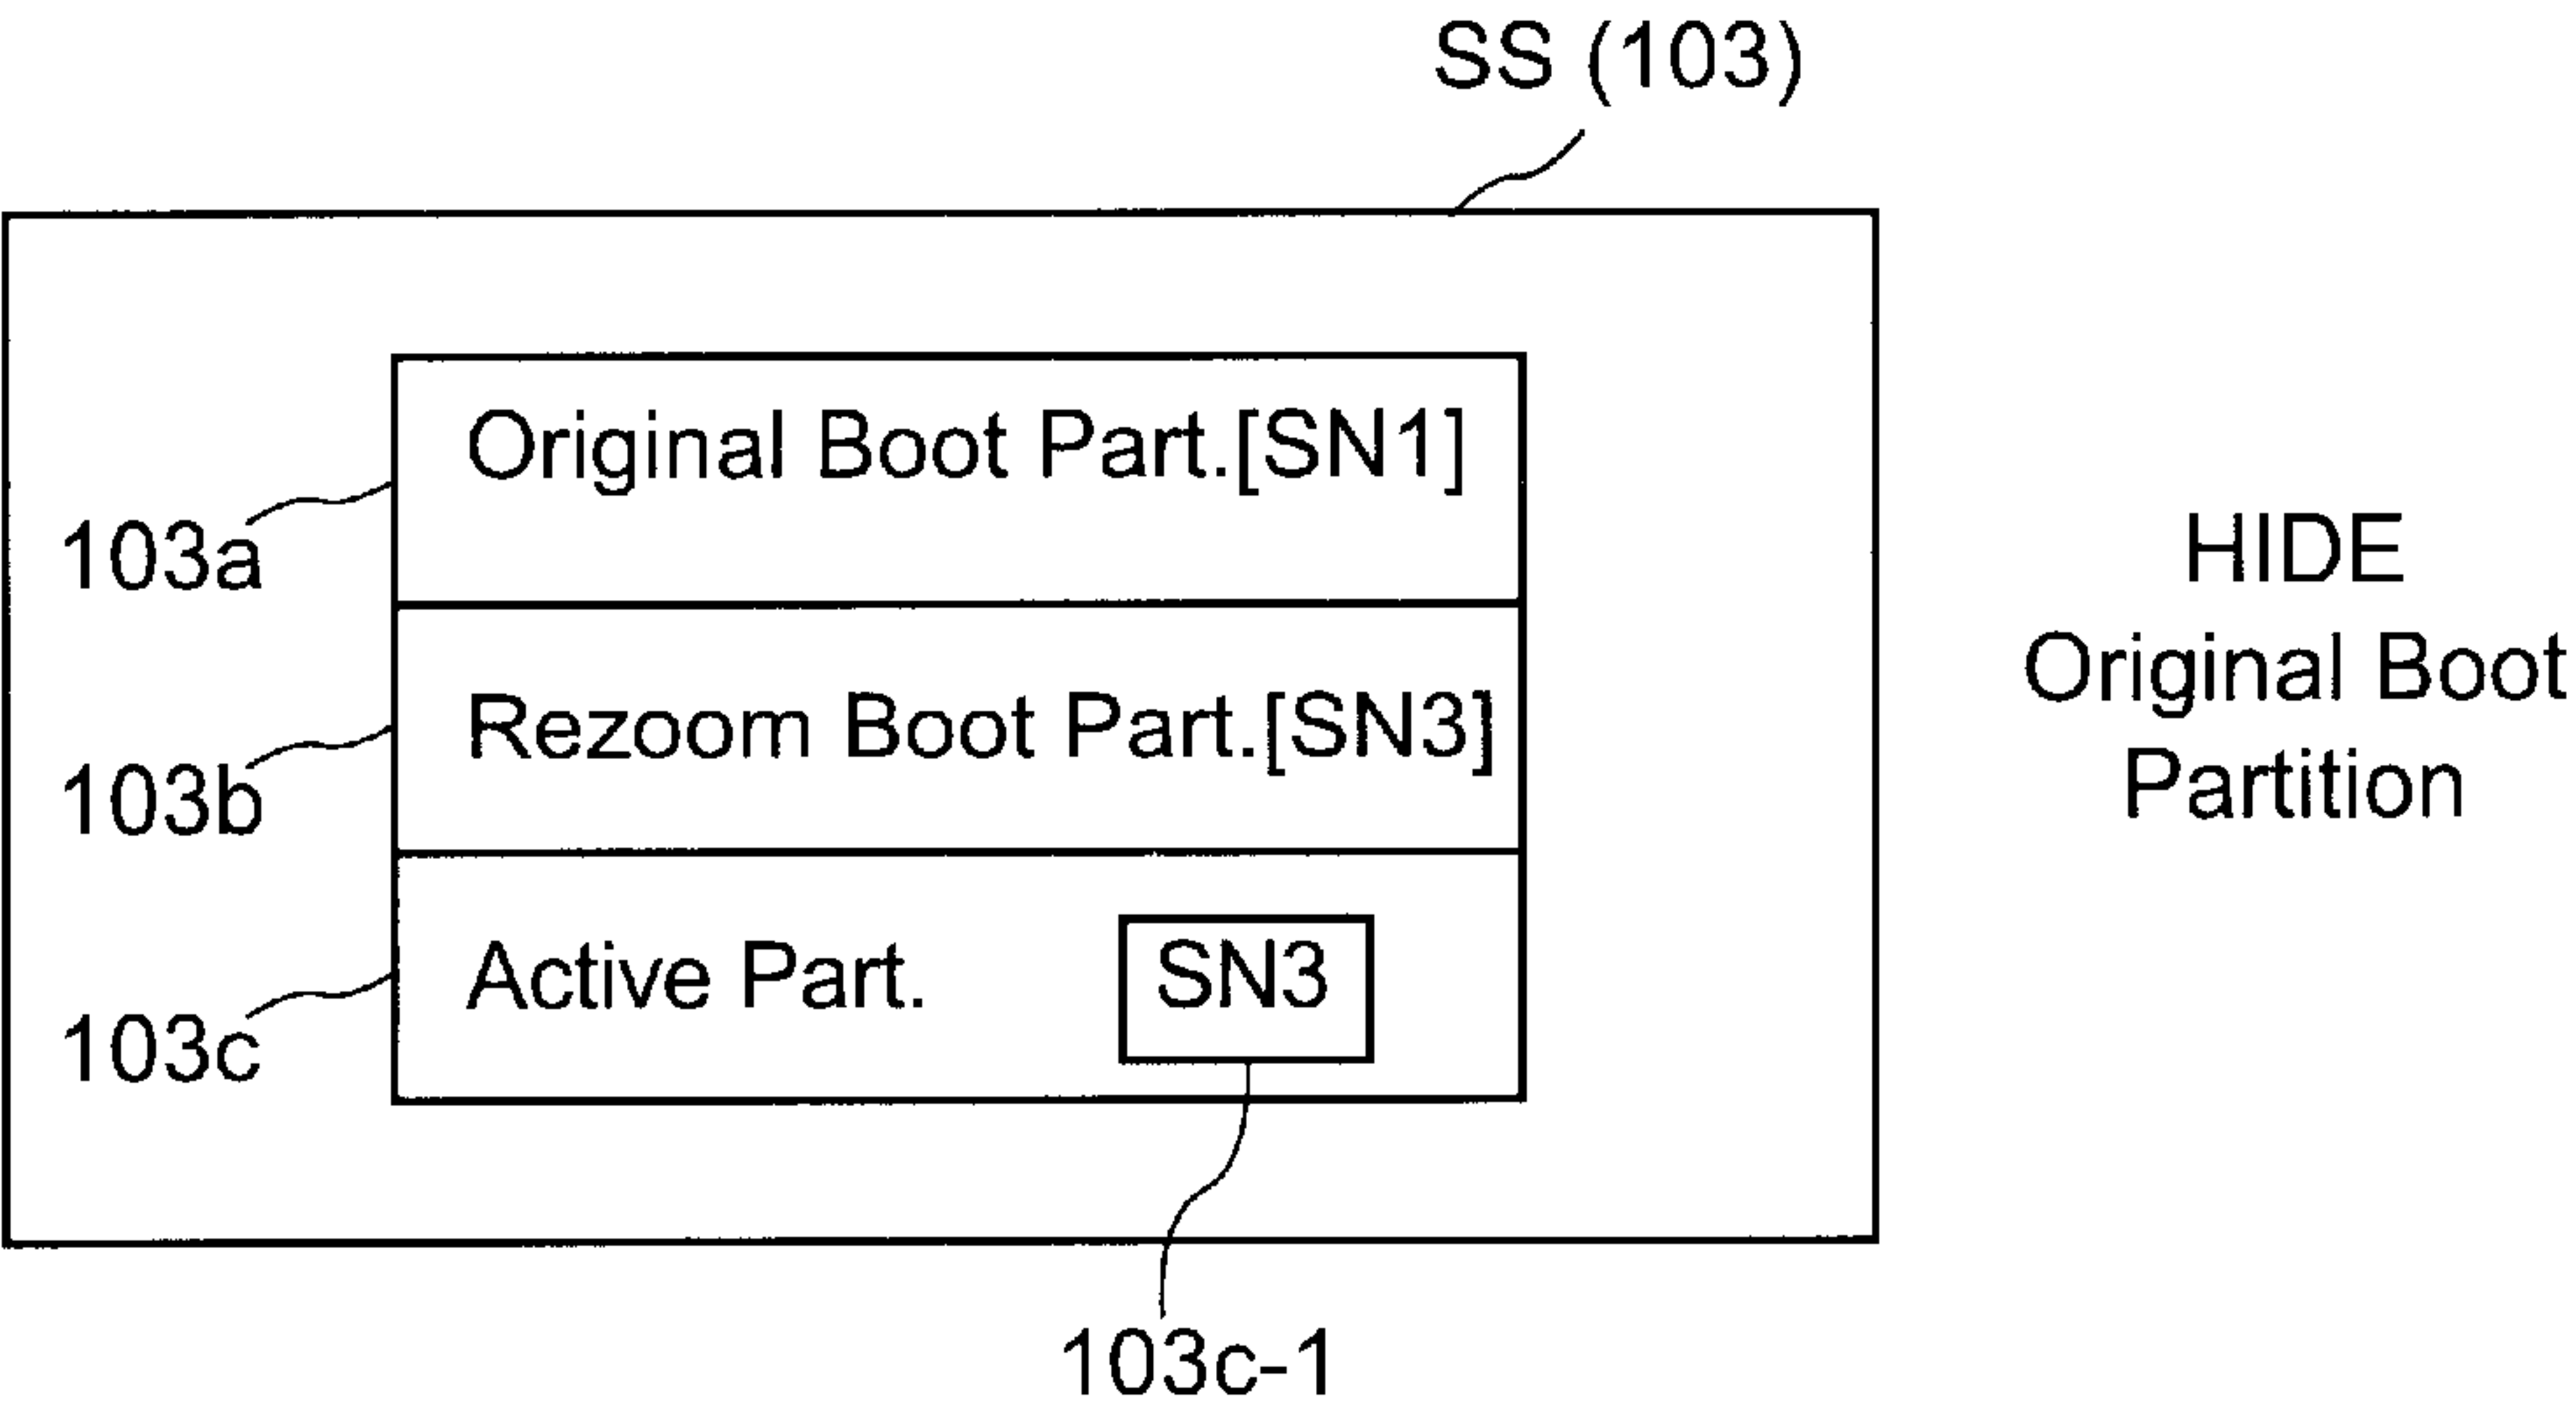 SS (103)
Original Boot Part.[SN1]
103a
HIDE
Original Boot
Partition
Rezoom Boot Part.[SN3]
103b
Active Part.
SN3
103c
103c-1